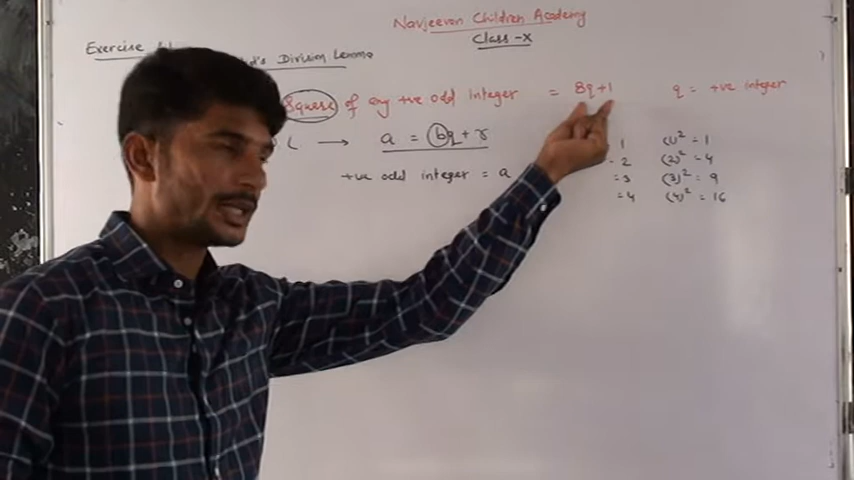 Navjeevan Children Academy
Class-X
Exercise
Division Lemma
Square of any +ve odd Integer = 8q+1 q = +ve integer
L → a = bq + r
1 (1)² = 1
- 2 (2)² = 4
+ve odd integer = a = 3 (3)² = 9
= 4 (4)² = 16